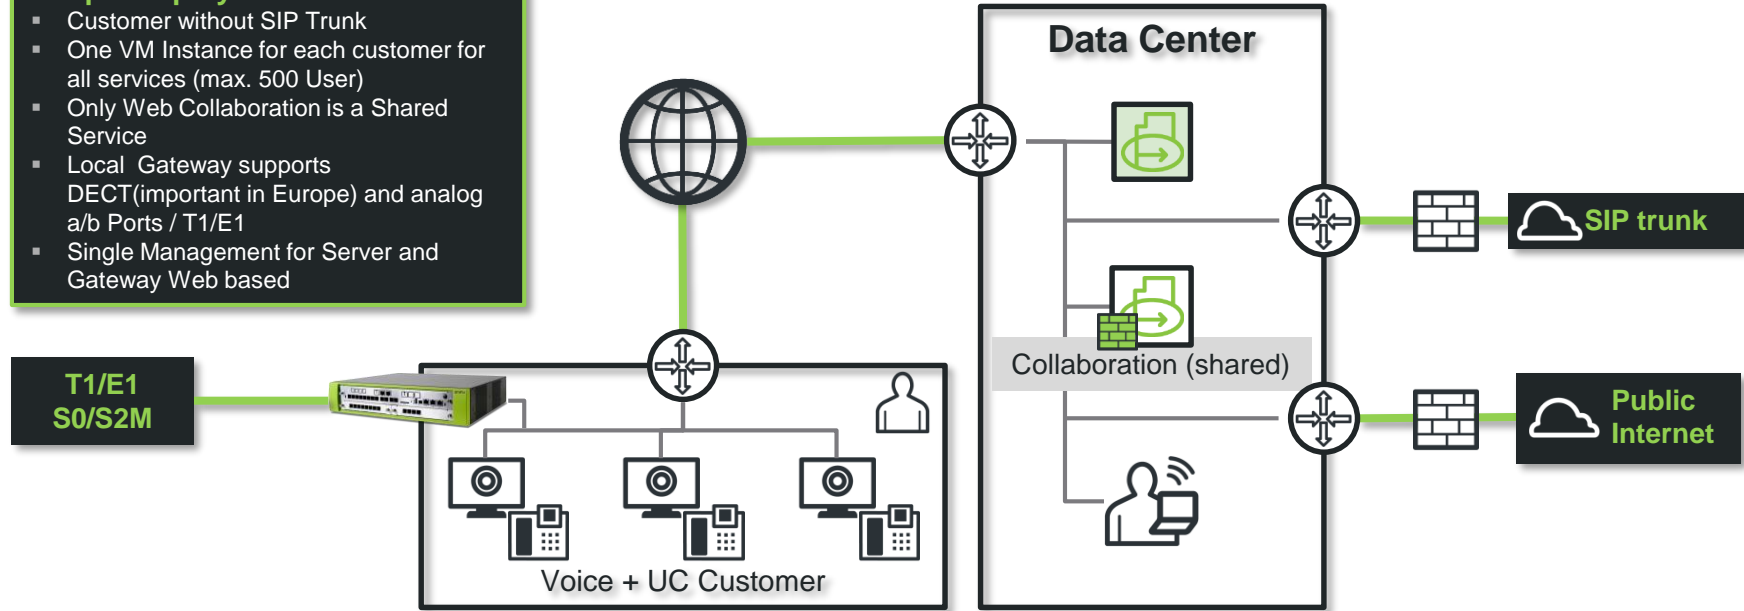 Customer without SIP Trunk
One VM Instance for each customer for
all services (max. 500 User)
Only Web Collaboration is a Shared
Service
Local  Gateway supports
DECT(important in Europe) and analog
a/b Ports / T1/E1
Single Management for Server and
Gateway Web based
Data Center
SIP trunk
Collaboration (shared)
T1/E1
S0/S2M
Public
Internet
Voice + UC Customer